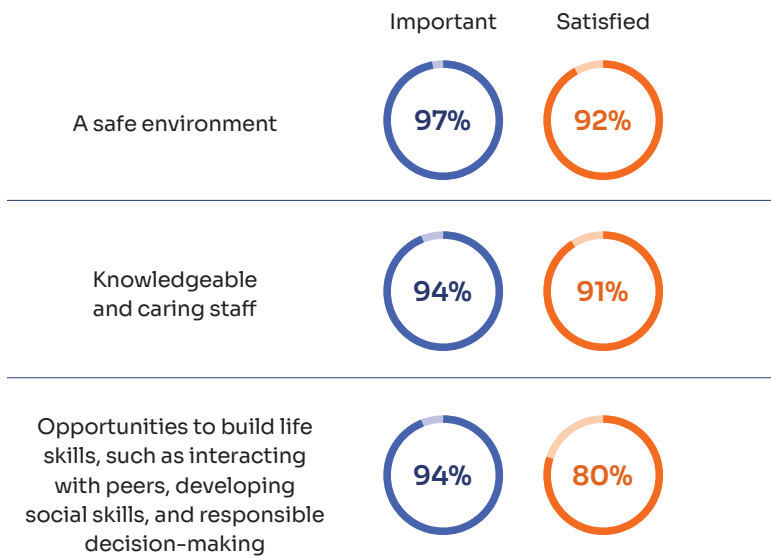 Important Satisfied
A safe environment 97% 92%
Knowledgeable
and caring staff
94% 91%
Opportunities to build life
skills, such as interacting
with peers, developing
social skills, and responsible
decision-making
94% 80%